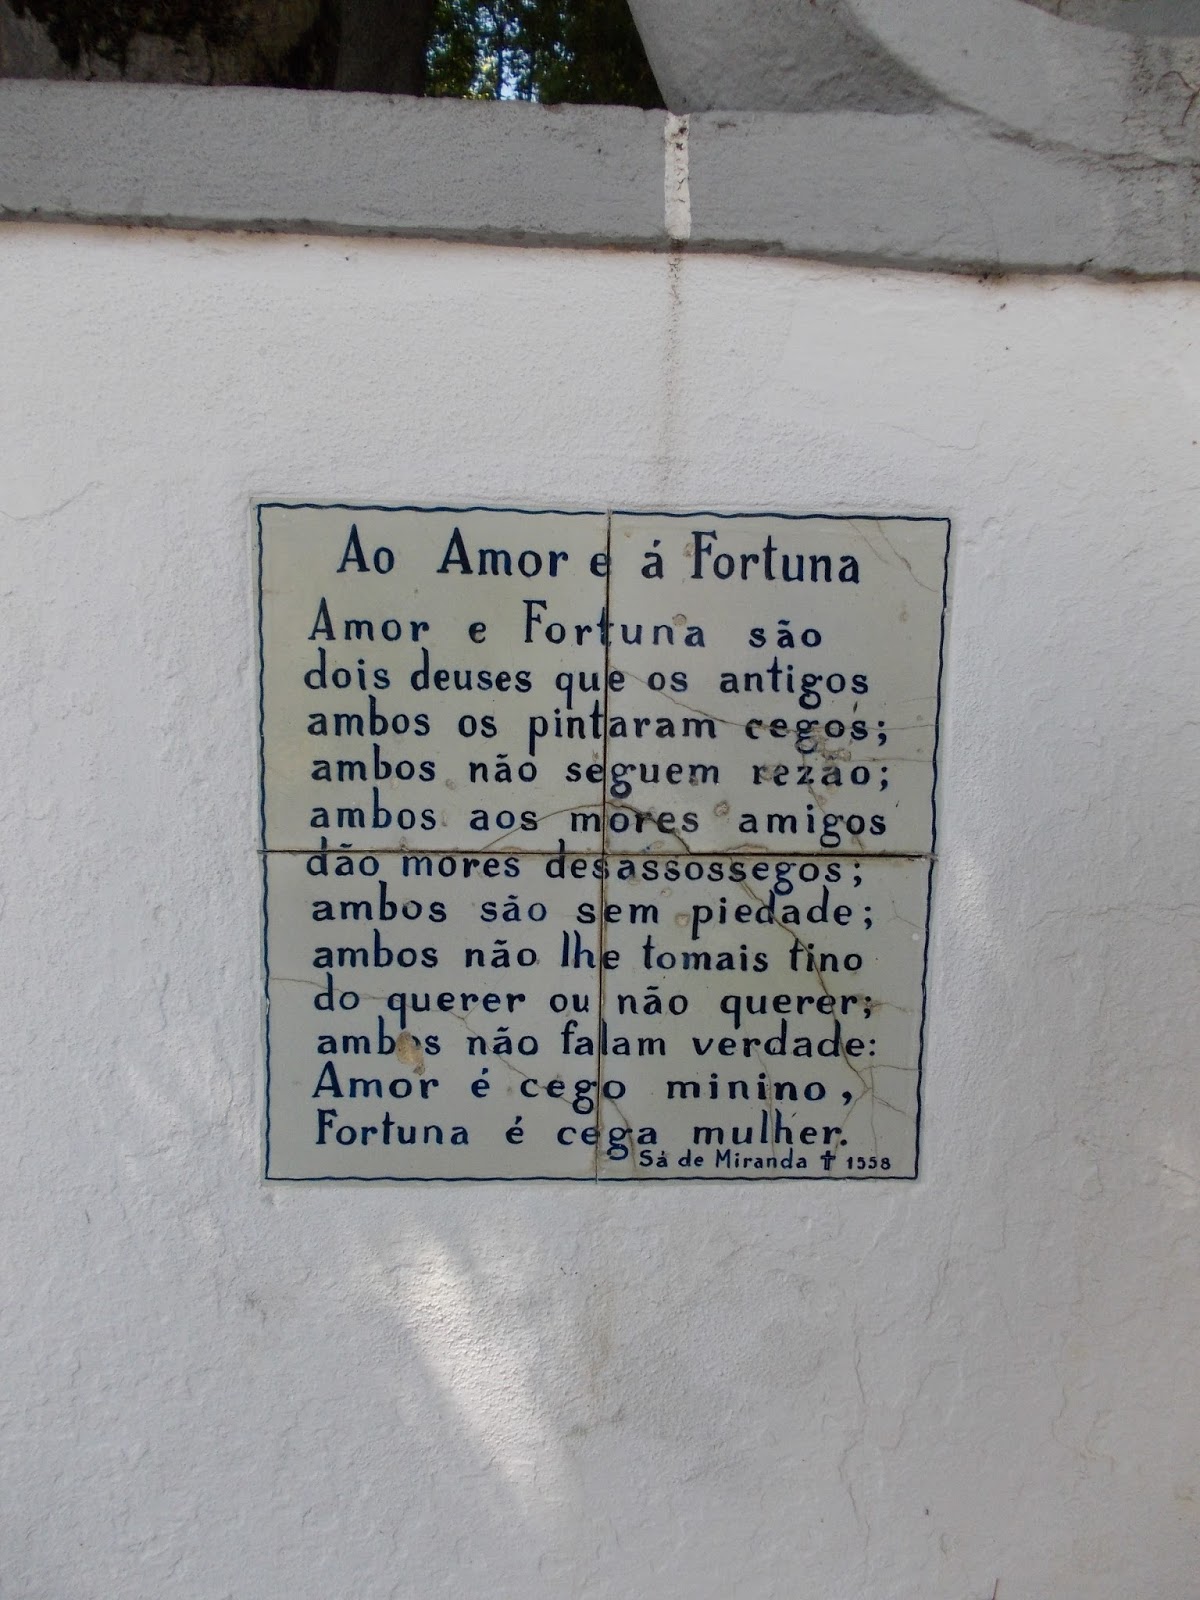 Ao Amor e á Fortuna
Amor e Fortuna são
dois deuses que os antigos
ambos os pintaram cegos;
ambos não seguem rezão;
ambos aos môres amigos
dão mores desassossegos;
ambos são sem piedade;
ambos não lhe tomais tino
do querer ou não querer;
ambos não falam verdade:
Amor é cego minino,
Fortuna é cega mulher.
Sá de Miranda ✝ 1558